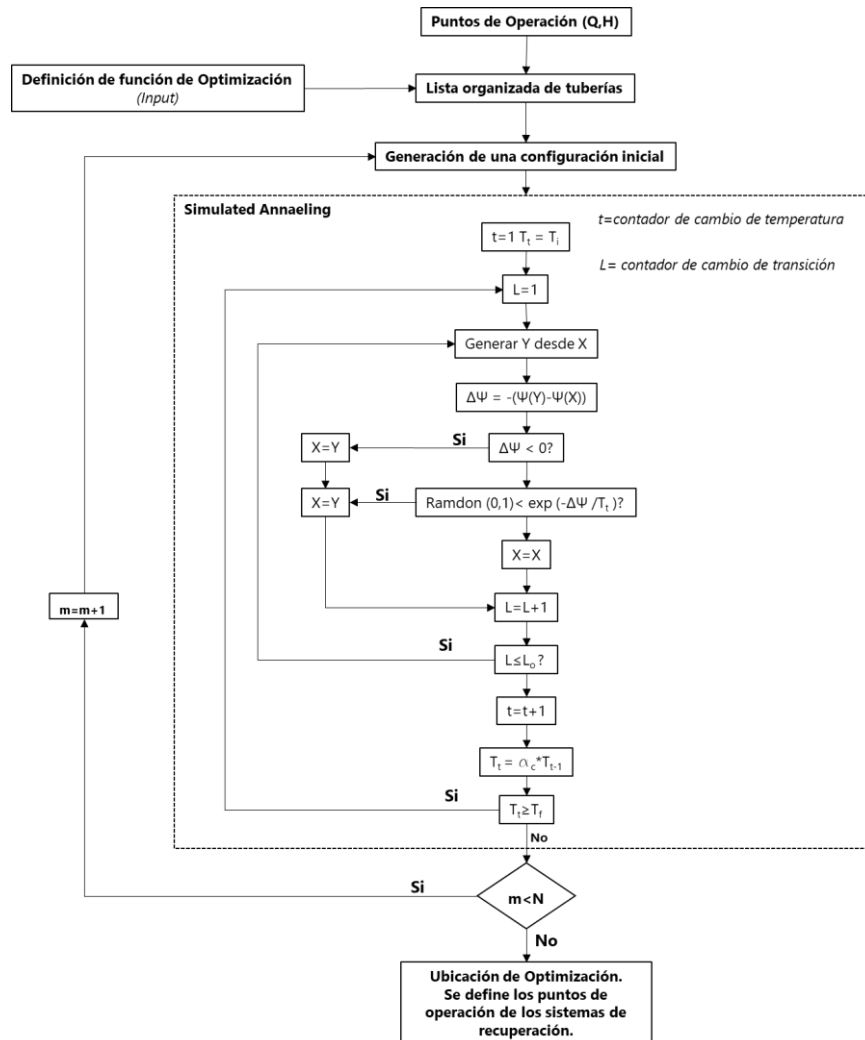 Puntos de Operación (Q,H)
Definición de función de Optimización
(Input)
Lista organizada de tuberías
Generación de una configuración inicial
Simulated Annaeling
t=contador de cambio de temperatura
t=1 Tₜ = Tᵢ
L= contador de cambio de transición
L=1
Generar Y desde X
ΔΨ = -(Ψ(Y)-Ψ(X))
Si
X=Y
ΔΨ < 0?
Si
X=Y
Ramdon (0,1)< exp (-ΔΨ /Tₜ )?
X=X
m=m+1
L=L+1
Si
L≤Lₒ?
t=t+1
Tₜ = α_c*Tₜ₋₁
Si
Tₜ≥T_f
No
Si
m<N
No
Ubicación de Optimización.
Se define los puntos de
operación de los sistemas de
recuperación.